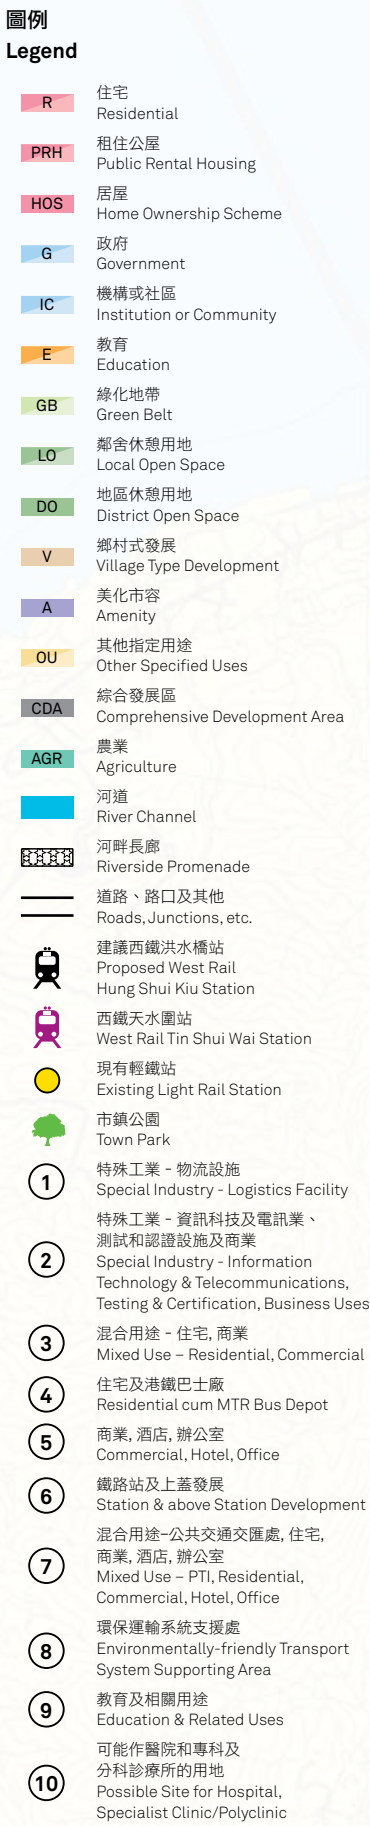 圖例
Legend
R
住宅
Residential
PRH
租住公屋
Public Rental Housing
HOS
居屋
Home Ownership Scheme
G
政府
Government
IC
機構或社區
Institution or Community
E
教育
Education
GB
綠化地帶
Green Belt
LO
鄰舍休憩用地
Local Open Space
DO
地區休憩用地
District Open Space
V
鄉村式發展
Village Type Development
A
美化市容
Amenity
OU
其他指定用途
Other Specified Uses
CDA
綜合發展區
Comprehensive Development Area
AGR
農業
Agriculture
河道
River Channel
河畔長廊
Riverside Promenade
道路、路口及其他
Roads, Junctions, etc.
建議西鐵洪水橋站
Proposed West Rail
Hung Shui Kiu Station
西鐵天水圍站
West Rail Tin Shui Wai Station
現有輕鐵站
Existing Light Rail Station
市鎮公園
Town Park
1
特殊工業 - 物流設施
Special Industry - Logistics Facility
2
特殊工業 - 資訊科技及電訊業、
測試和認證設施及商業
Special Industry - Information
Technology & Telecommunications,
Testing & Certification, Business Uses
3
混合用途 - 住宅, 商業
Mixed Use – Residential, Commercial
4
住宅及港鐵巴士廠
Residential cum MTR Bus Depot
5
商業, 酒店, 辦公室
Commercial, Hotel, Office
6
鐵路站及上蓋發展
Station & above Station Development
7
混合用途–公共交通交匯處, 住宅,
商業, 酒店, 辦公室
Mixed Use – PTI, Residential,
Commercial, Hotel, Office
8
環保運輸系統支援處
Environmentally-friendly Transport
System Supporting Area
9
教育及相關用途
Education & Related Uses
10
可能作醫院和專科及
分科診療所的用地
Possible Site for Hospital,
Specialist Clinic/Polyclinic